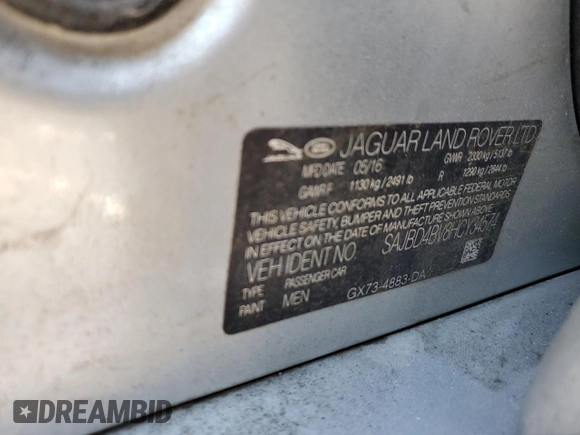 JAGUAR LAND ROVER LTD
MFD DATE 05/16 GVWR 2330 kg / 5137 lb
GAWR F 1130 kg / 2491 lb R 1290 kg / 2844 lb
THIS VEHICLE CONFORMS TO ALL APPLICABLE FEDERAL MOTOR
VEHICLE SAFETY, BUMPER AND THEFT PREVENTION STANDARDS
IN EFFECT ON THE DATE OF MANUFACTURE SHOWN ABOVE
VEH IDENT NO. SAJBD4BV8HCY34574
TYPE PASSENGER CAR
PAINT MEN GX73-4883-DA
DREAMBID